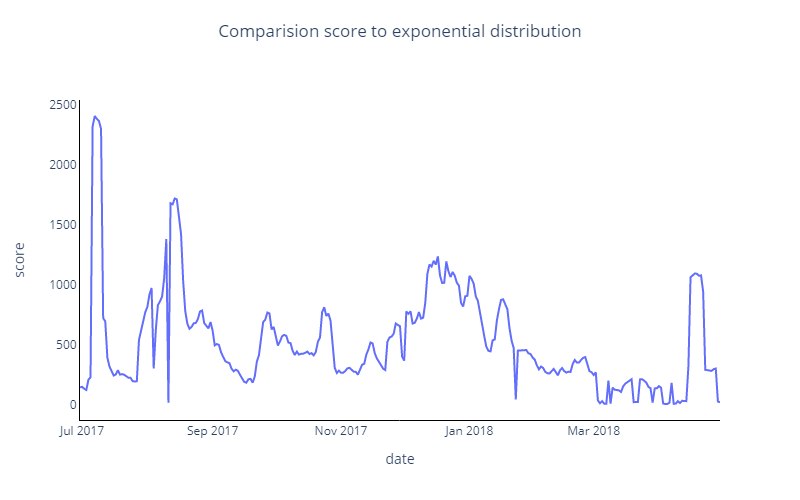 Comparision score to exponential distribution
2500
2000
1500
1000
500
0
score
Jul 2017 Sep 2017 Nov 2017 Jan 2018 Mar 2018
date